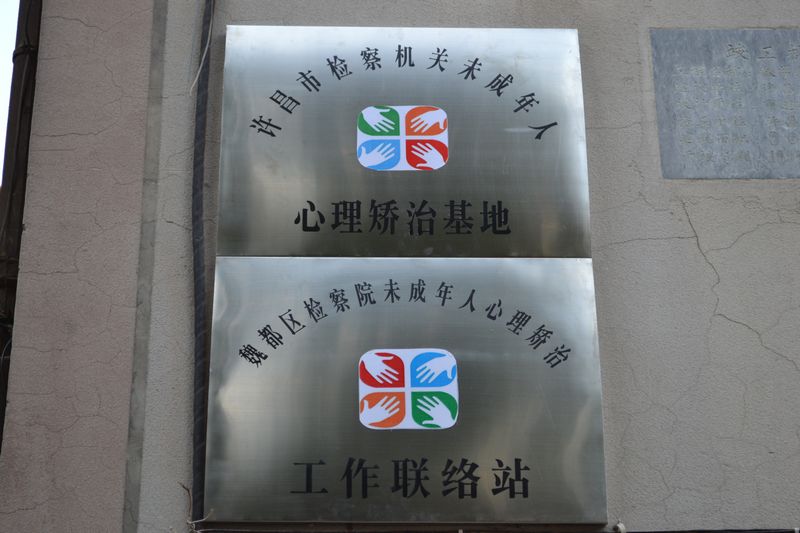 许昌市检察机关未成年人
心理矫治基地
魏都区检察院未成年人心理矫治
工作联络站